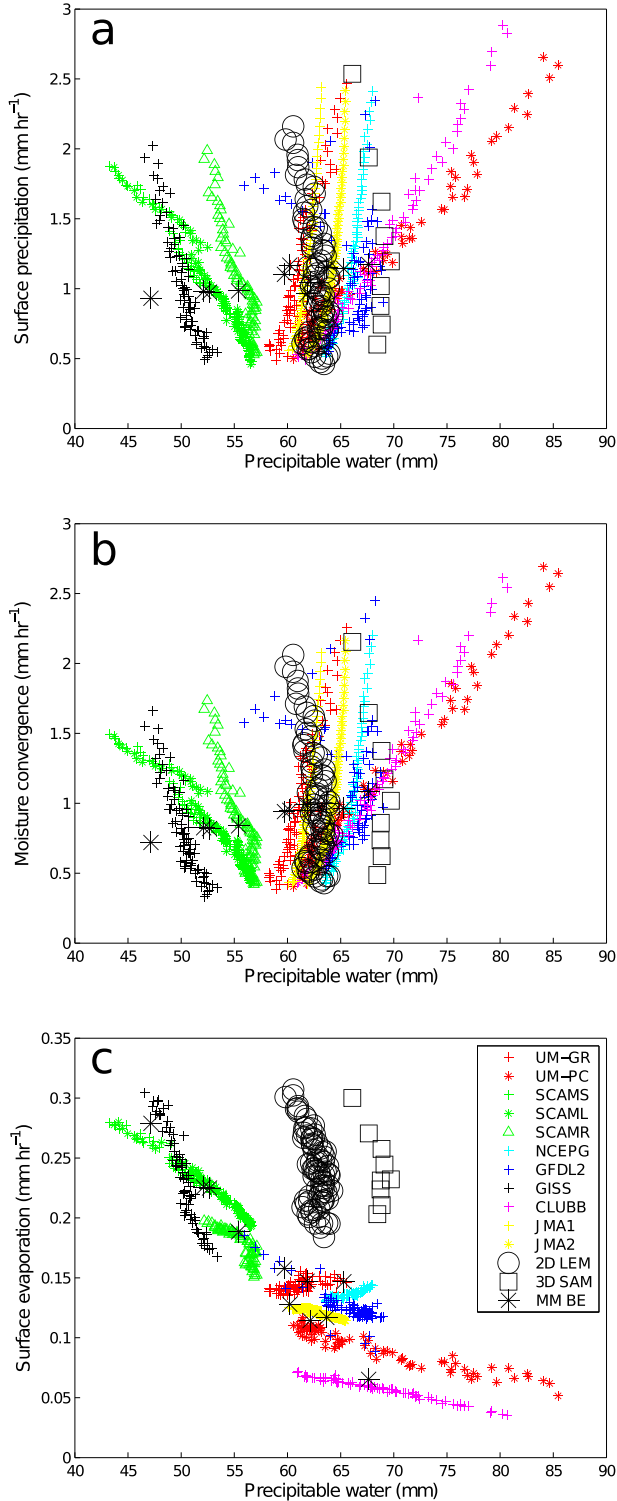 a
3
2.5
2
1.5
1
0.5
0
Surface precipitation (mm hr⁻¹)
40 45 50 55 60 65 70 75 80 85 90
Precipitable water (mm)
b
3
2.5
2
1.5
1
0.5
0
Moisture convergence (mm hr⁻¹)
40 45 50 55 60 65 70 75 80 85 90
Precipitable water (mm)
c
0.35
0.3
0.25
0.2
0.15
0.1
0.05
0
Surface evaporation (mm hr⁻¹)
UM−GR
UM−PC
SCAMS
SCAML
SCAMR
NCEPG
GFDL2
GISS
CLUBB
JMA1
JMA2
2D LEM
3D SAM
MMBE
40 45 50 55 60 65 70 75 80 85 90
Precipitable water (mm)